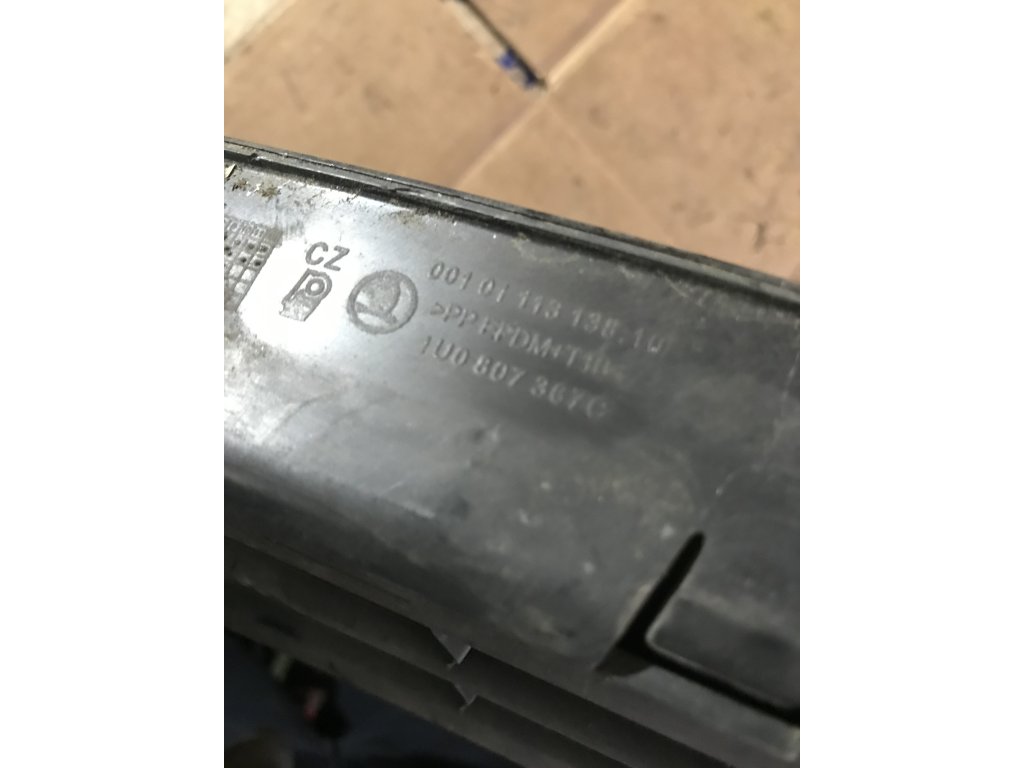 CZ
001 01 113 138.10
>PP+EPDM+T10<
1U0 807 367C